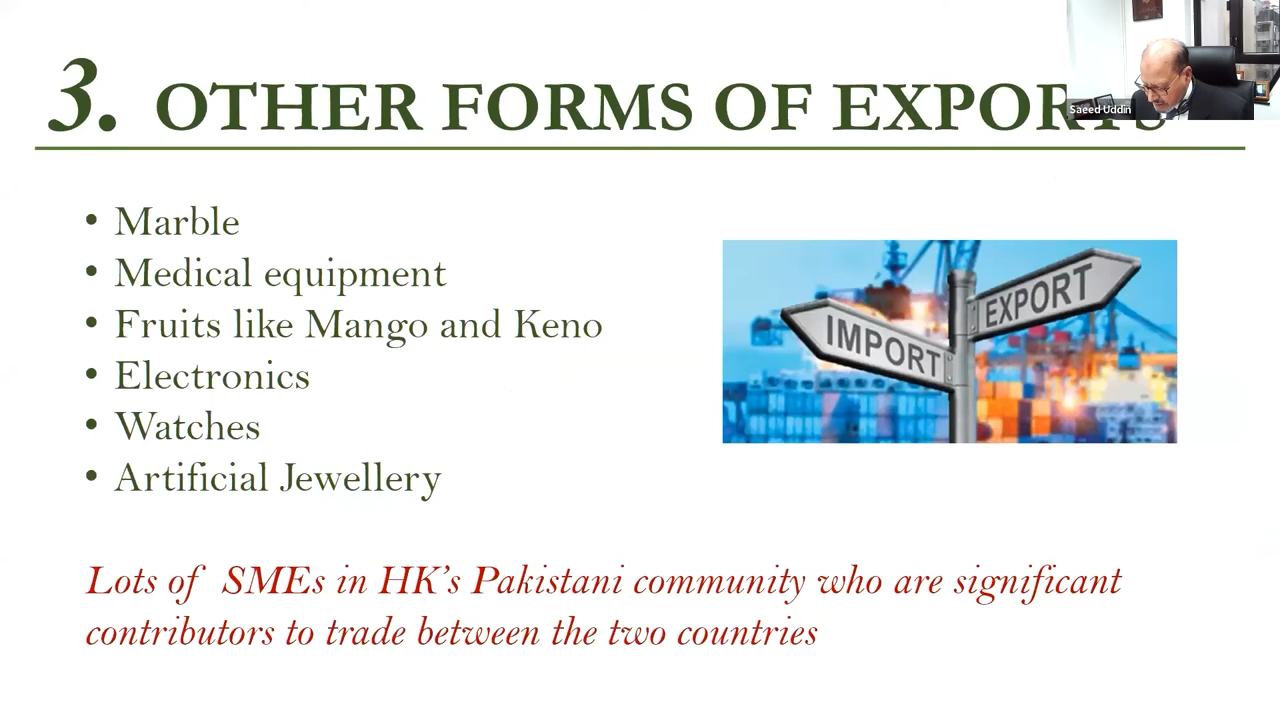 3. OTHER FORMS OF EXPORTS
Saeed Uddin
• Marble
• Medical equipment
• Fruits like Mango and Keno
• Electronics
• Watches
• Artificial Jewellery
IMPORT
EXPORT
Lots of SMEs in HK's Pakistani community who are significant
contributors to trade between the two countries